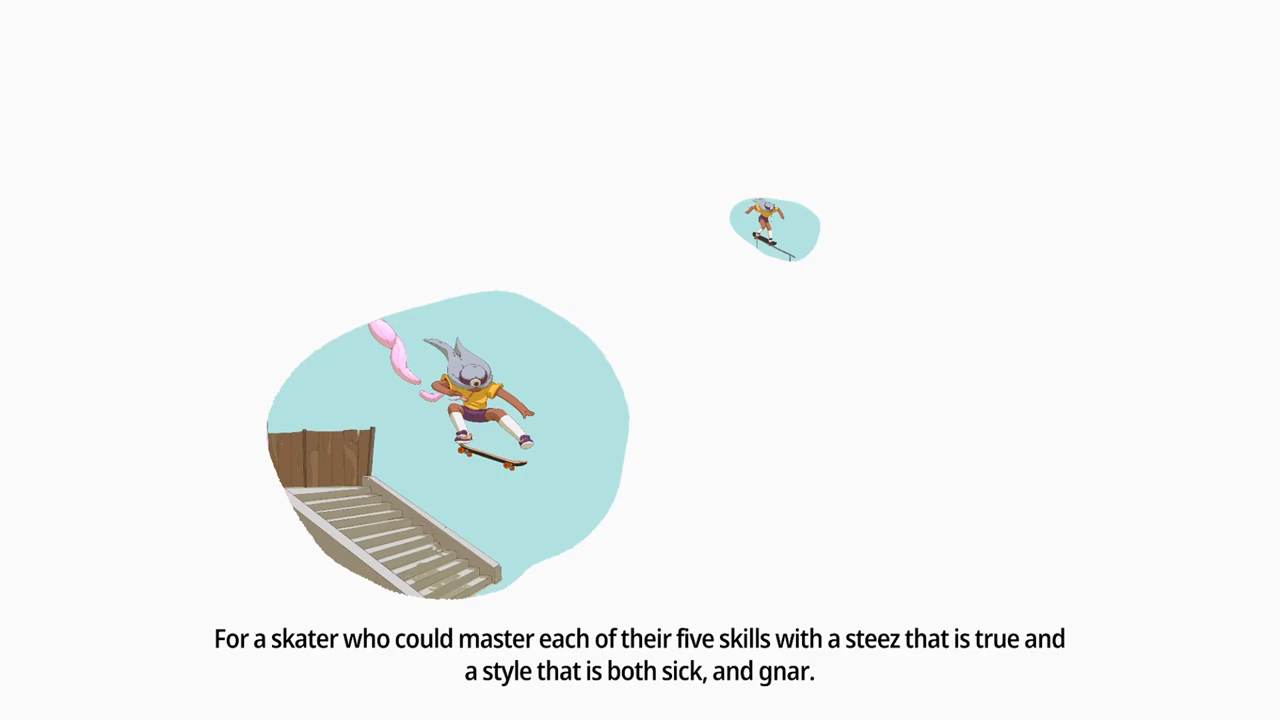 For a skater who could master each of their five skills with a steez that is true and
a style that is both sick, and gnar.